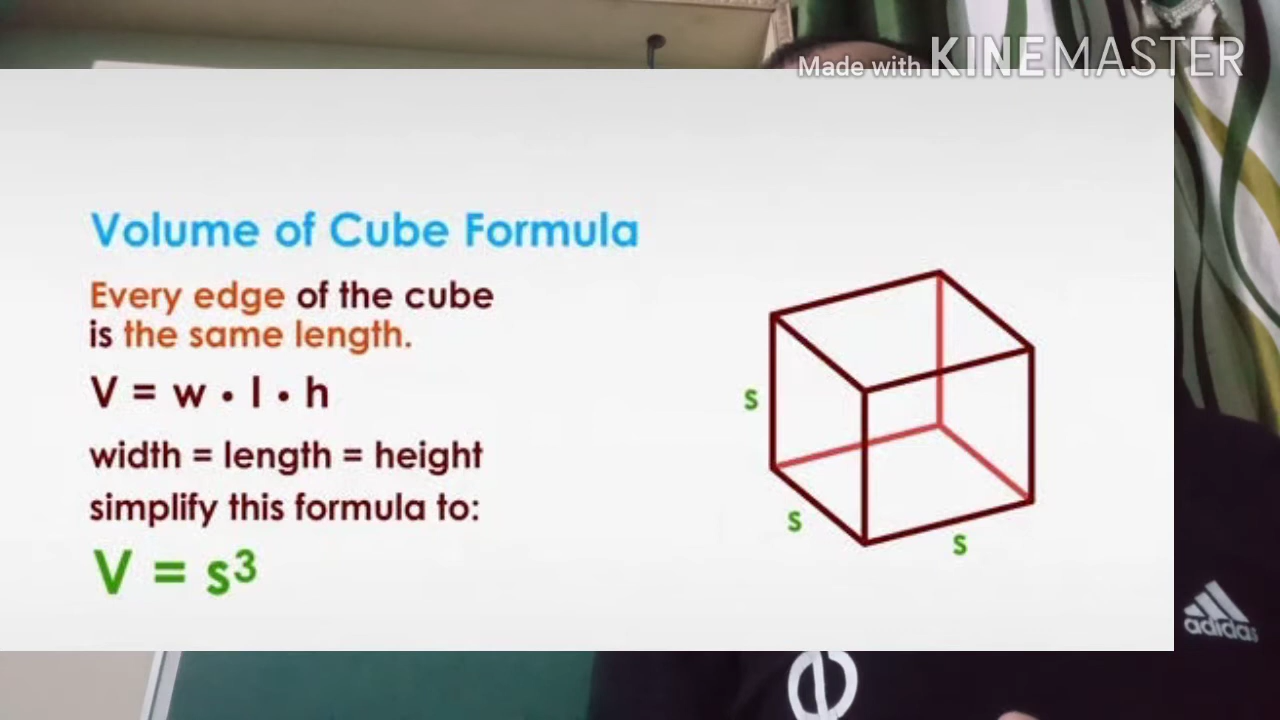 Made with KINEMASTER
Volume of Cube Formula
Every edge of the cube
is the same length.
V = w · l · h
width = length = height
simplify this formula to:
V = s³
s
s
s
adidas